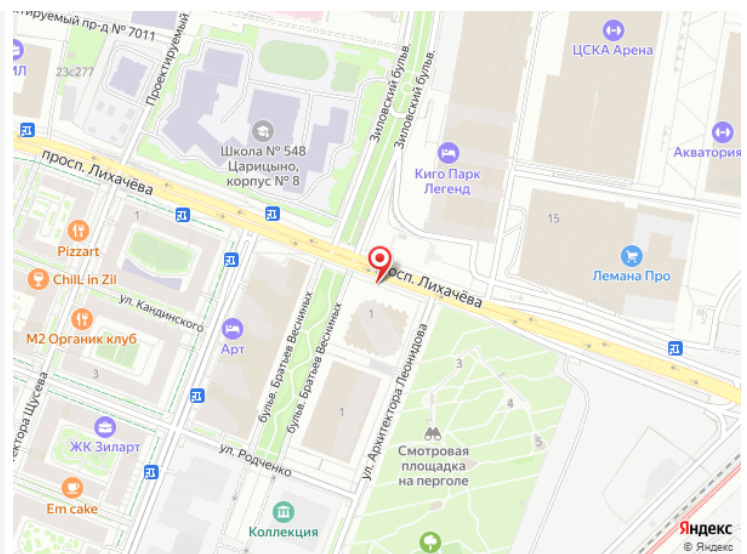 ктируемый пр-д № 7011
Проектируемый
ИЛ
23с277
Школа № 548
Царицыно,
корпус № 8
Зиловский бульв.
Зиловский бульв.
ЦСКА Арена
Акватория
Киго Парк
Легенд
15
Лемана Про
просп. Лихачёва
просп. Лихачёва
1
Pizzart
ChilL in Zil
ул. Кандинского
М2 Органик клуб
3
Арт
бульв. Братьев Весниных
бульв. Братьев Весниных
1
1
ул. Архитектора Леонидова
3
4
5
Смотровая
площадка
на перголе
ктора Щусева
ЖК Зиларт
ул. Родченко
Em cake
Коллекция
Яндекс
© Яндекс